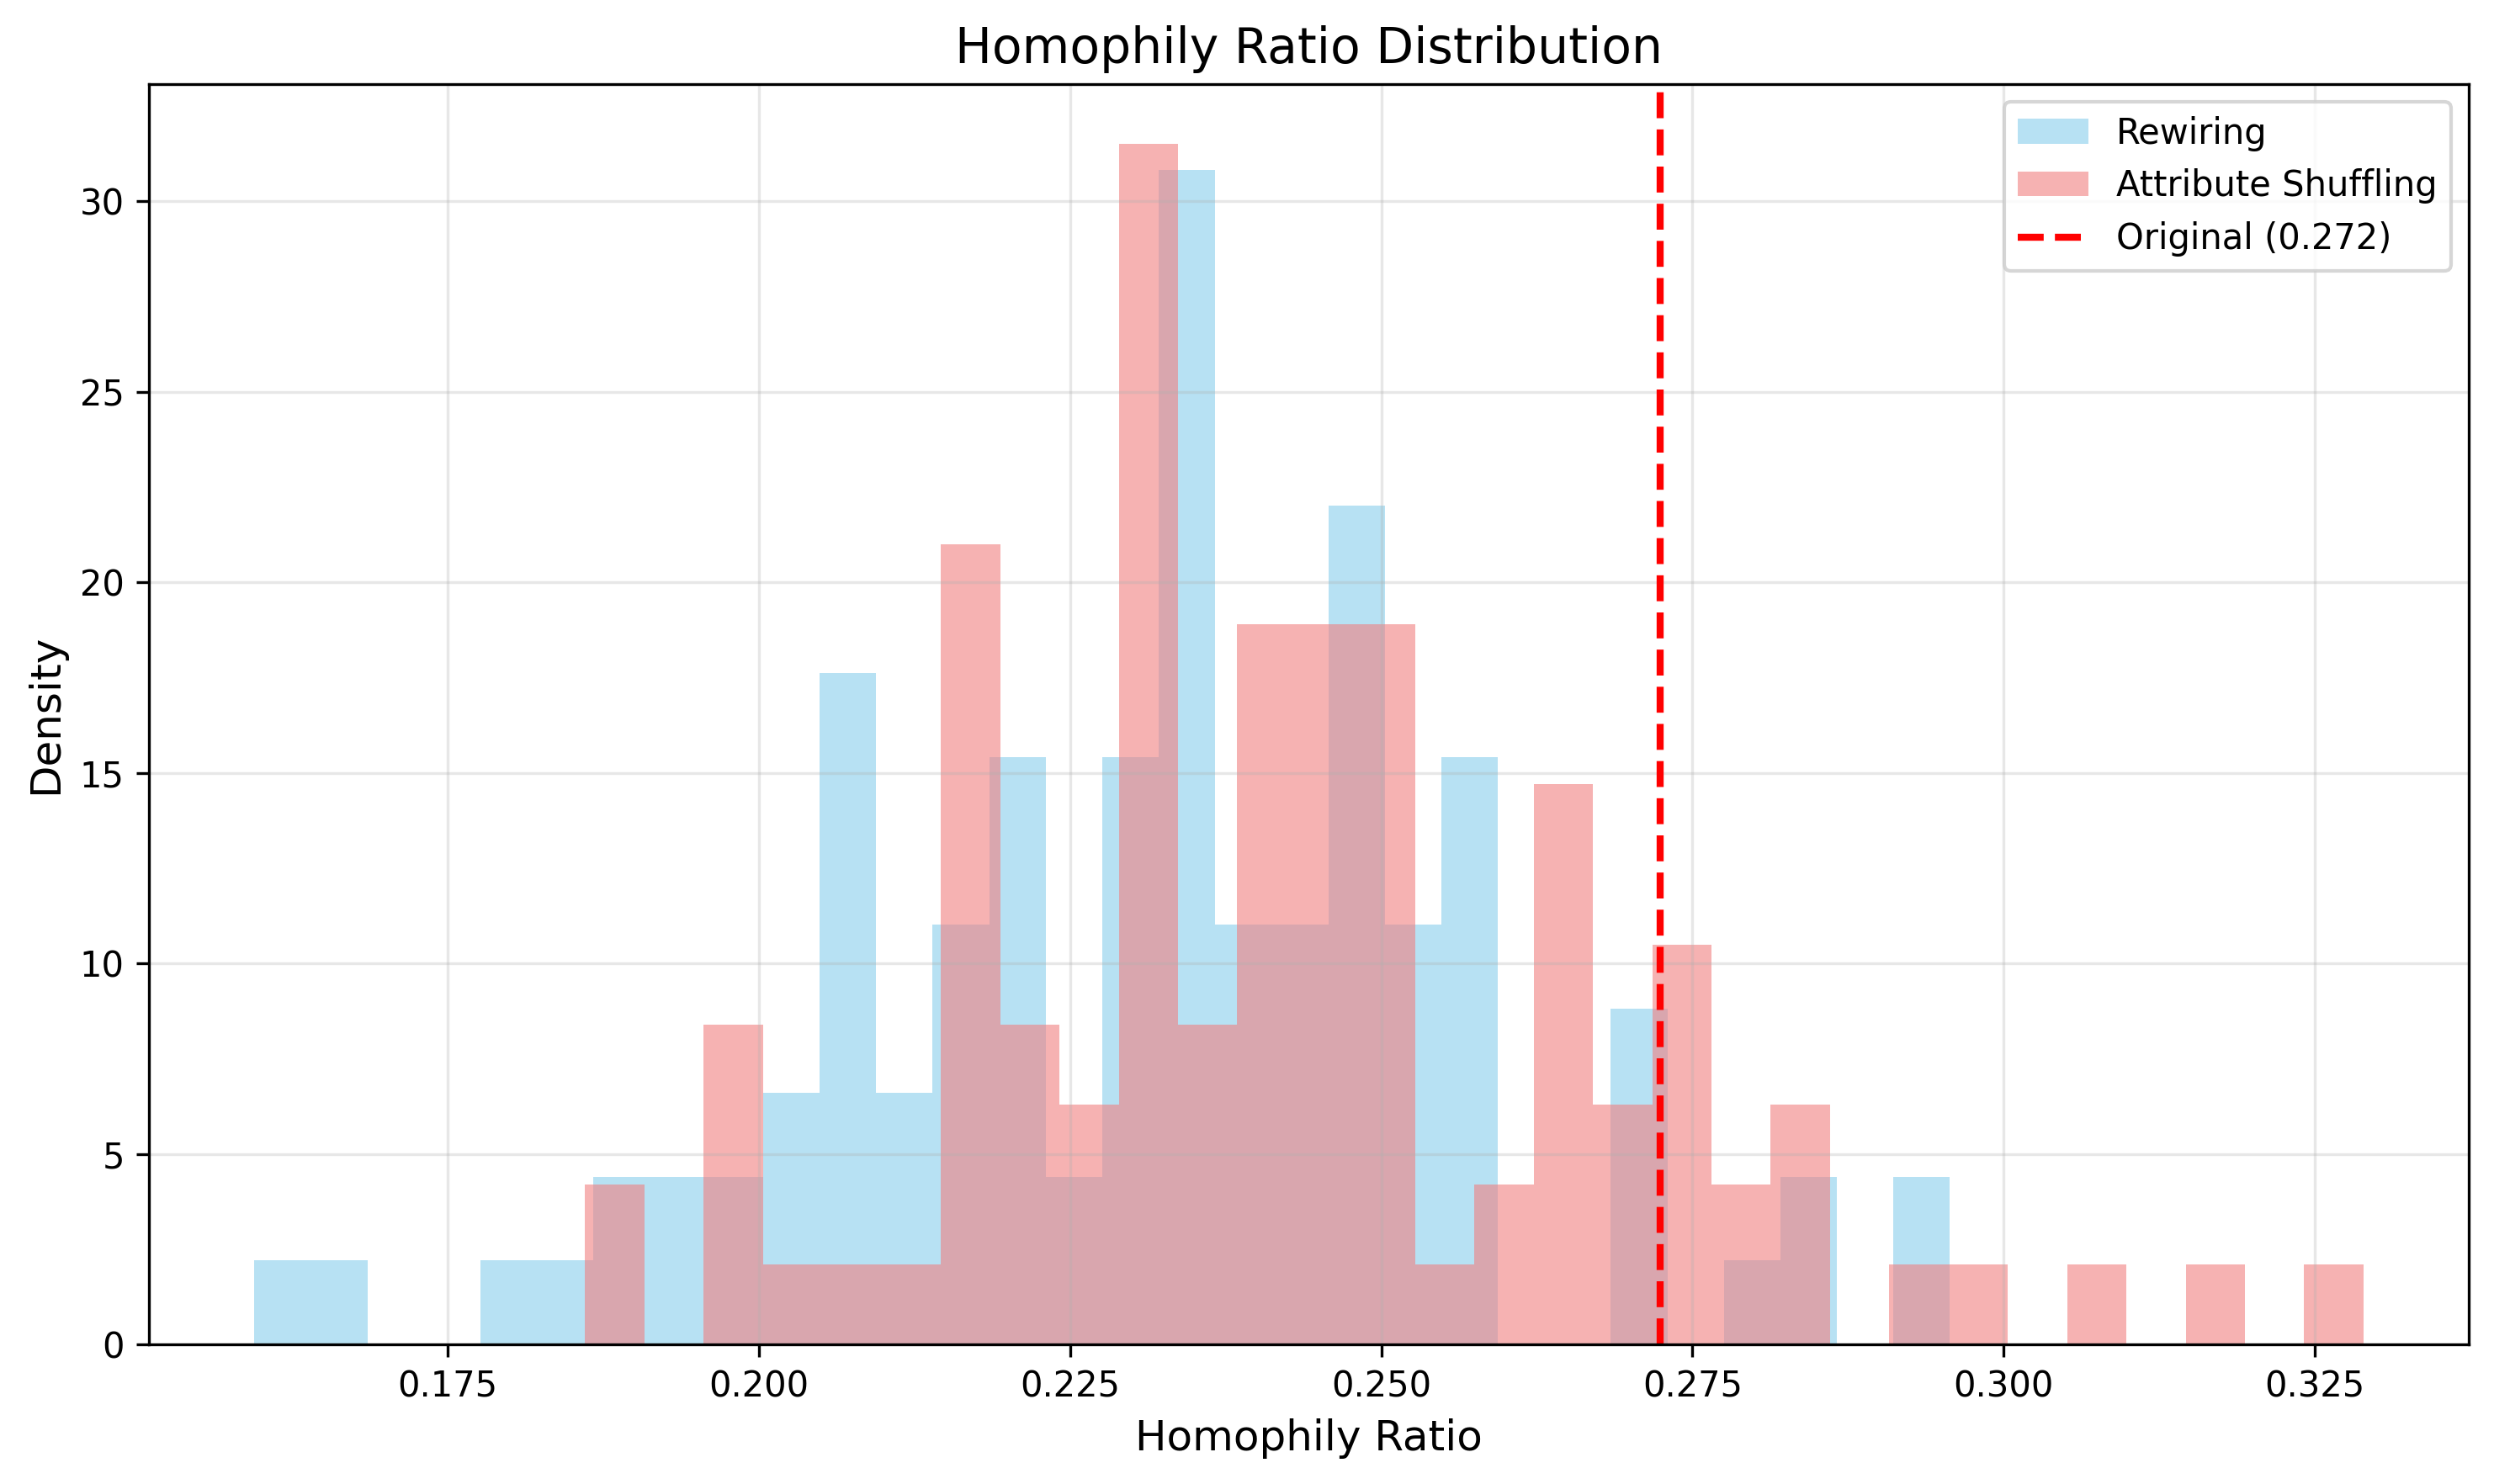 Homophily Ratio Distribution
Rewiring
Attribute Shuffling
Original (0.272)
Density
30
25
20
15
10
5
0
0.175
0.200
0.225
0.250
0.275
0.300
0.325
Homophily Ratio